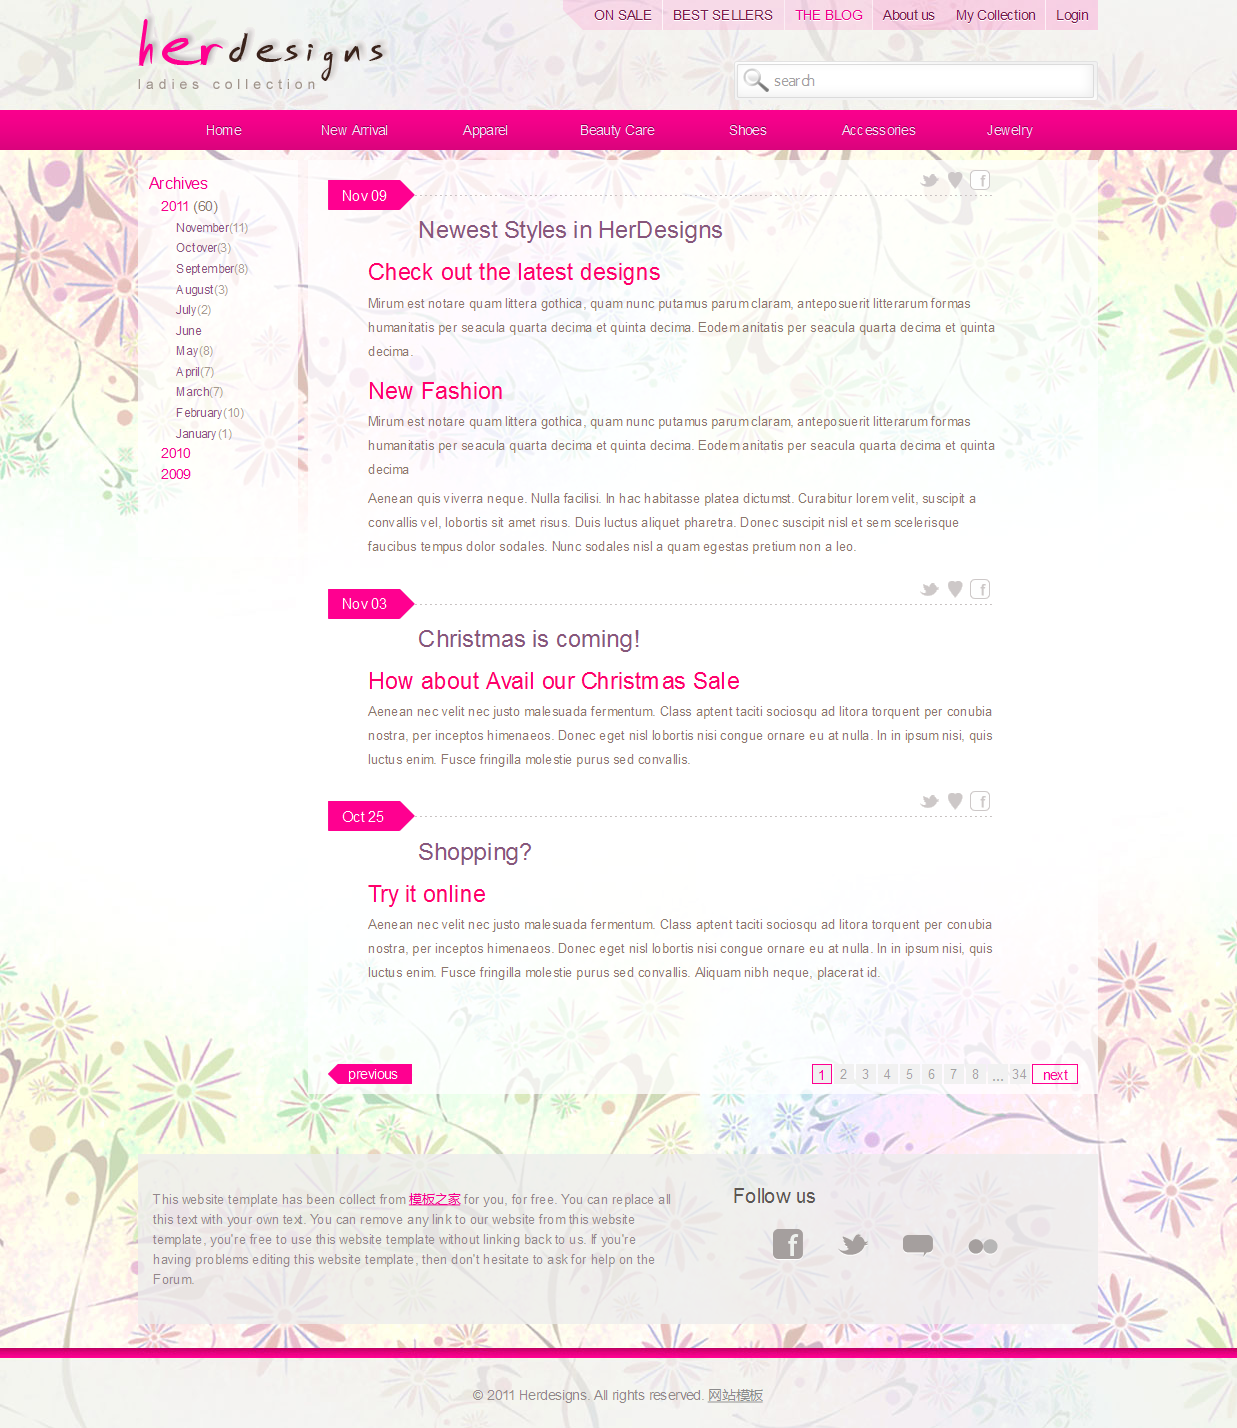 ON SALE BEST SELLERS THE BLOG About us My Collection Login
herdesigns
ladies collection
search
Home New Arrival Apparel Beauty Care Shoes Accessories Jewelry
Archives
2011 (60)
November(11)
Octover(3)
September(8)
August(3)
July(2)
June
May(8)
April(7)
March(7)
February(10)
January(1)
2010
2009
Nov 09
Newest Styles in HerDesigns
Check out the latest designs
Mirum est notare quam littera gothica, quam nunc putamus parum claram, anteposuerit litterarum formas
humanitatis per seacula quarta decima et quinta decima. Eodem anitatis per seacula quarta decima et quinta
decima.
New Fashion
Mirum est notare quam littera gothica, quam nunc putamus parum claram, anteposuerit litterarum formas
humanitatis per seacula quarta decima et quinta decima. Eodem anitatis per seacula quarta decima et quinta
decima
Aenean quis viverra neque. Nulla facilisi. In hac habitasse platea dictumst. Curabitur lorem velit, suscipit a
convallis vel, lobortis sit amet risus. Duis luctus aliquet pharetra. Donec suscipit nisl et sem scelerisque
faucibus tempus dolor sodales. Nunc sodales nisl a quam egestas pretium non a leo.
Nov 03
Christmas is coming!
How about Avail our Christmas Sale
Aenean nec velit nec justo malesuada fermentum. Class aptent taciti sociosqu ad litora torquent per conubia
nostra, per inceptos himenaeos. Donec eget nisl lobortis nisi congue ornare eu at nulla. In in ipsum nisi, quis
luctus enim. Fusce fringilla molestie purus sed convallis.
Oct 25
Shopping?
Try it online
Aenean nec velit nec justo malesuada fermentum. Class aptent taciti sociosqu ad litora torquent per conubia
nostra, per inceptos himenaeos. Donec eget nisl lobortis nisi congue ornare eu at nulla. In in ipsum nisi, quis
luctus enim. Fusce fringilla molestie purus sed convallis. Aliquam nibh neque, placerat id.
previous 1 2 3 4 5 6 7 8 ... 34 next
This website template has been collect from 模板之家 for you, for free. You can replace all
this text with your own text. You can remove any link to our website from this website
template, you're free to use this website template without linking back to us. If you're
having problems editing this website template, then don't hesitate to ask for help on the
Forum.
Follow us
© 2011 Herdesigns. All rights reserved. 网站模板